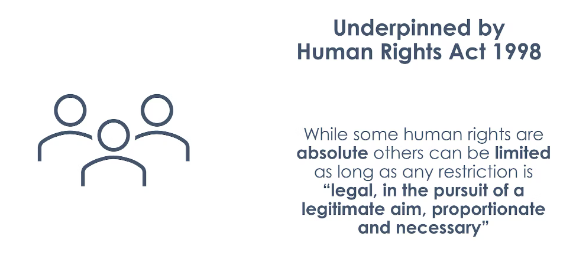 Underpinned by
Human Rights Act 1998
While some human rights are
absolute others can be limited
as long as any restriction is
“legal, in the pursuit of a
legitimate aim, proportionate
and necessary”